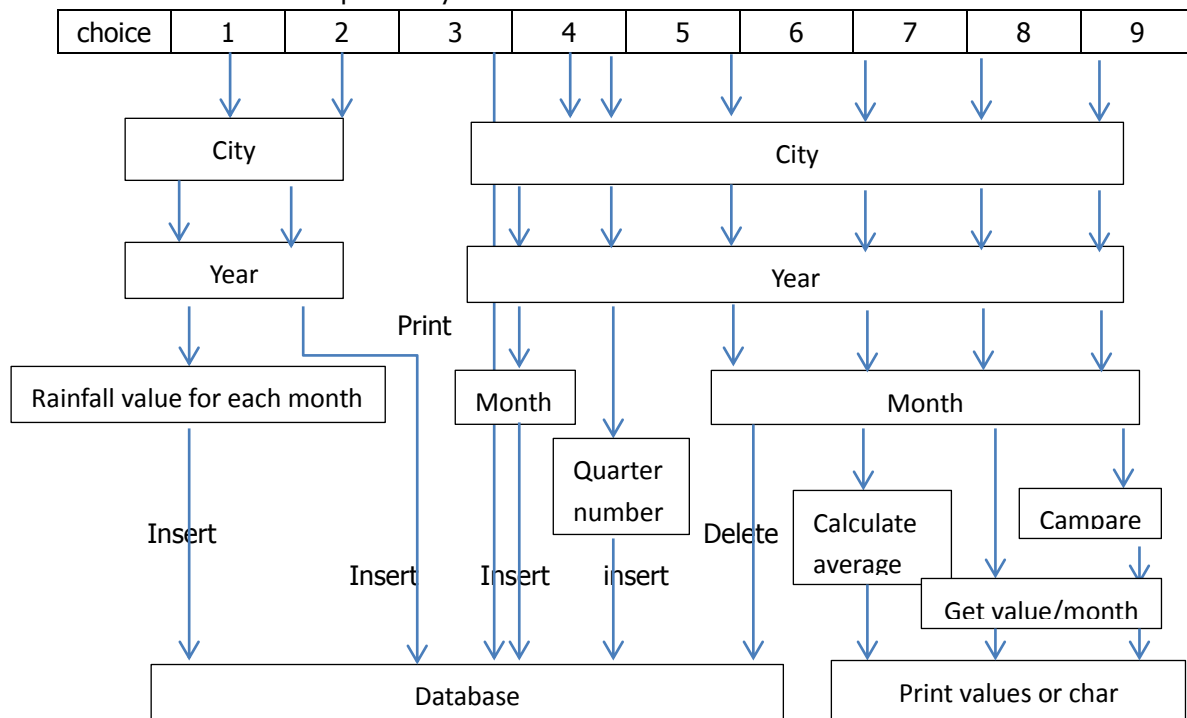 choice 1 2 3 4 5 6 7 8 9
City City
Year Year
Print
Rainfall value for each month Month Month
Quarter
number
Calculate
average
Campare
Insert Delete
Insert Insert insert
Get value/month
Database Print values or char